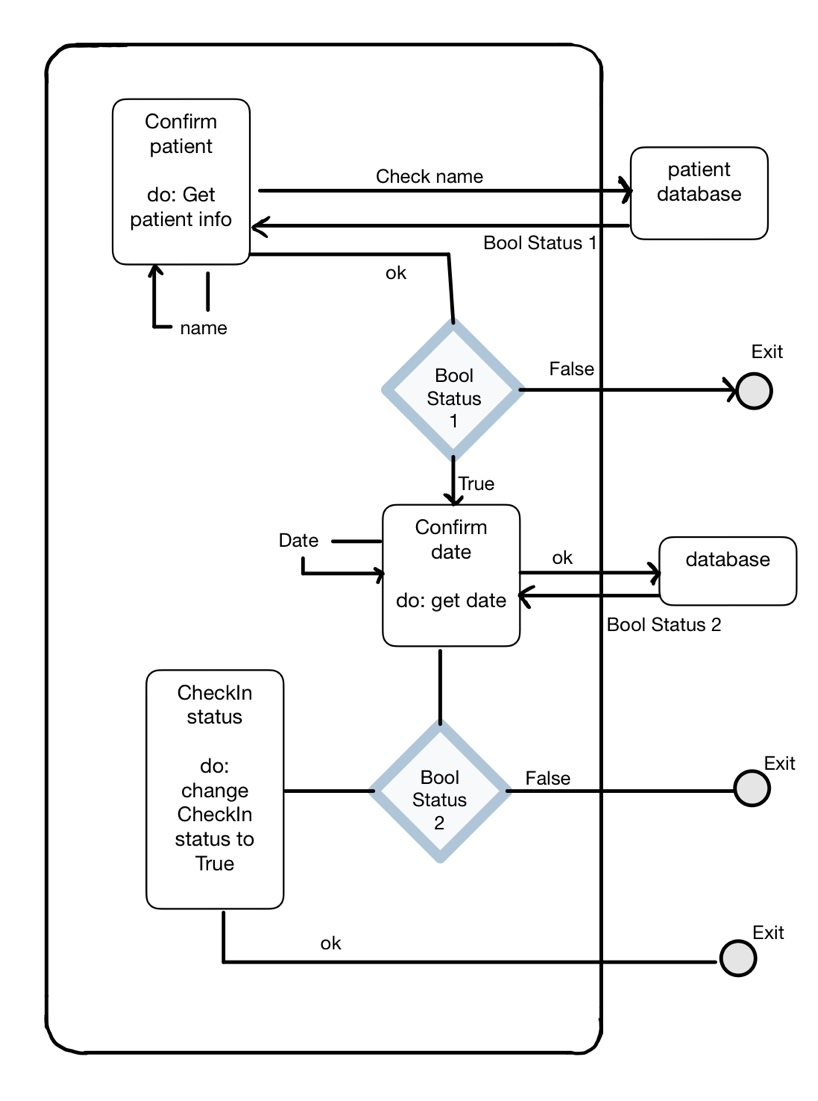 Confirm
patient
do: Get
patient info
Check name
patient
database
Bool Status 1
ok
name
Bool
Status
1
False
Exit
True
Confirm
date
do: get date
Date
ok
database
Bool Status 2
CheckIn
status
do:
change
CheckIn
status to
True
Bool
Status
2
False
Exit
ok
Exit